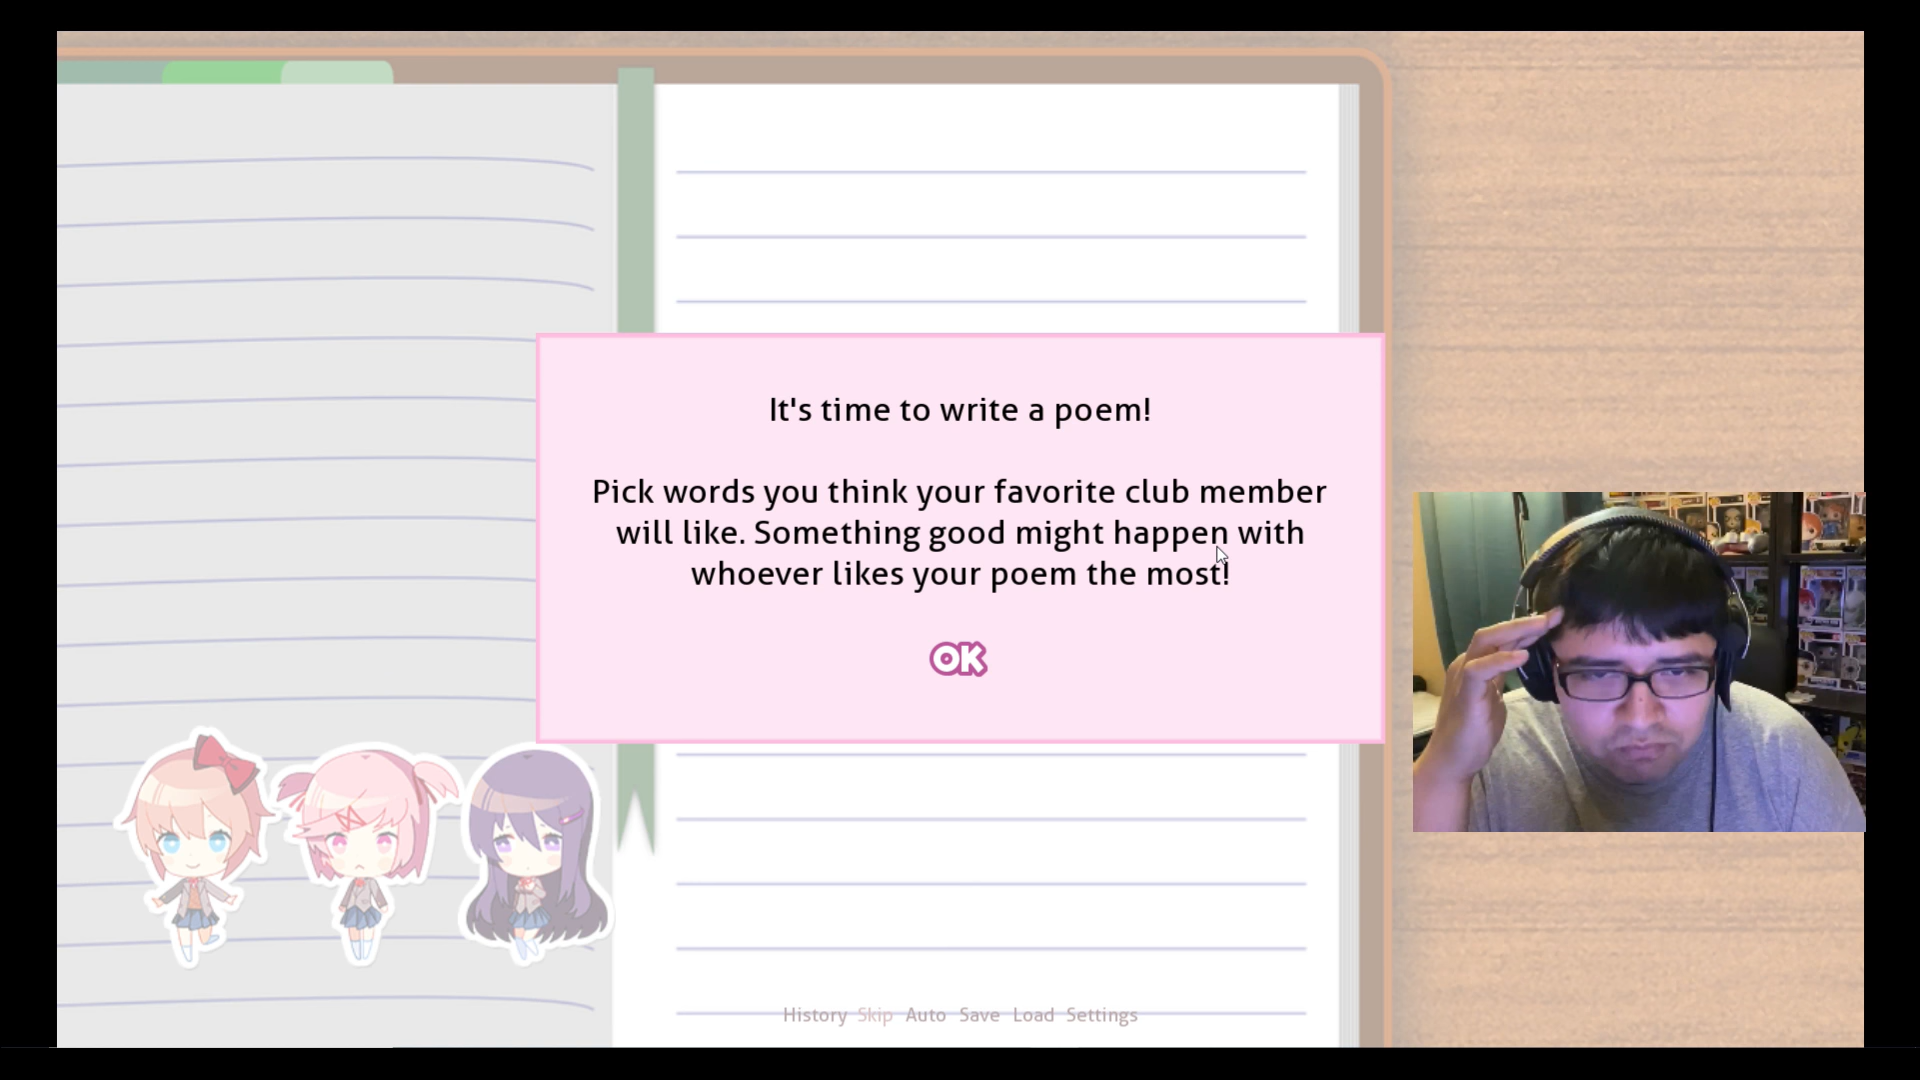 It's time to write a poem!
Pick words you think your favorite club member
will like. Something good might happen with
whoever likes your poem the most!
OK
History Skip Auto Save Load Settings